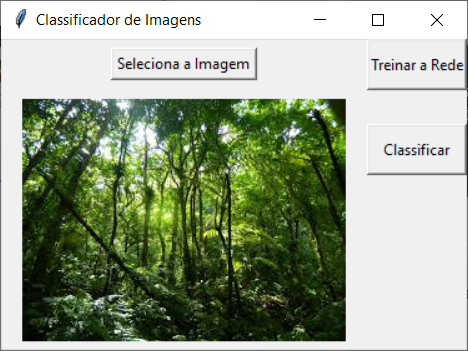 Classificador de Imagens
Seleciona a Imagem
Treinar a Rede
Classificar